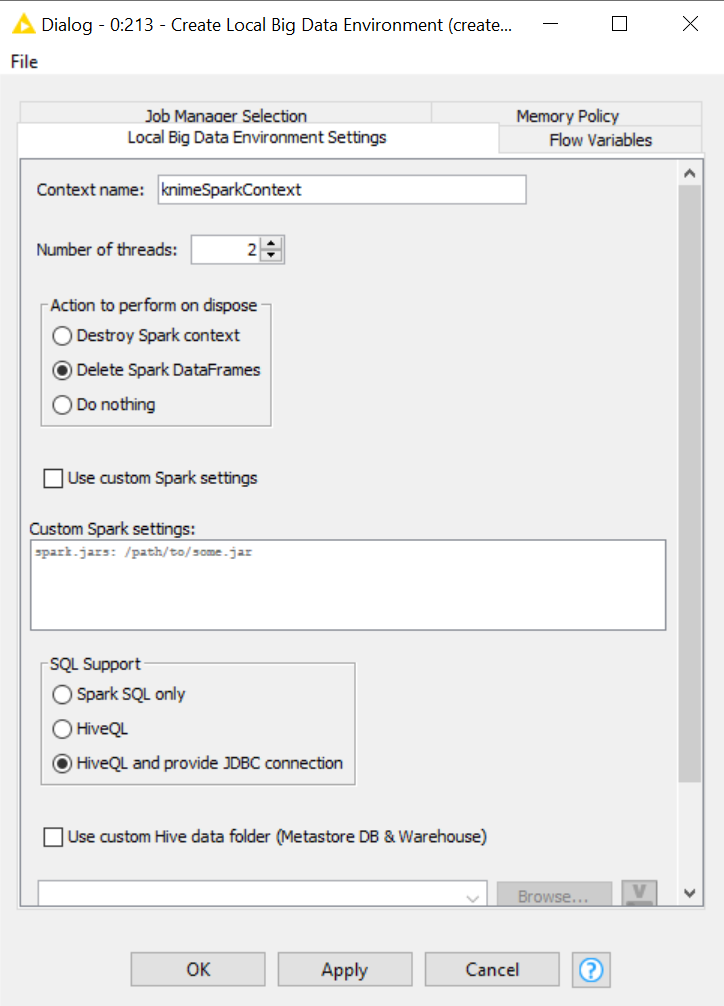 Dialog - 0:213 - Create Local Big Data Environment (create...
File
Job Manager Selection
Memory Policy
Local Big Data Environment Settings
Flow Variables
Context name: knimeSparkContext
Number of threads: 2
Action to perform on dispose
Destroy Spark context
Delete Spark DataFrames
Do nothing
Use custom Spark settings
Custom Spark settings:
spark.jars: /path/to/some.jar
SQL Support
Spark SQL only
HiveQL
HiveQL and provide JDBC connection
Use custom Hive data folder (Metastore DB & Warehouse)
Browse... V
OK Apply Cancel ?